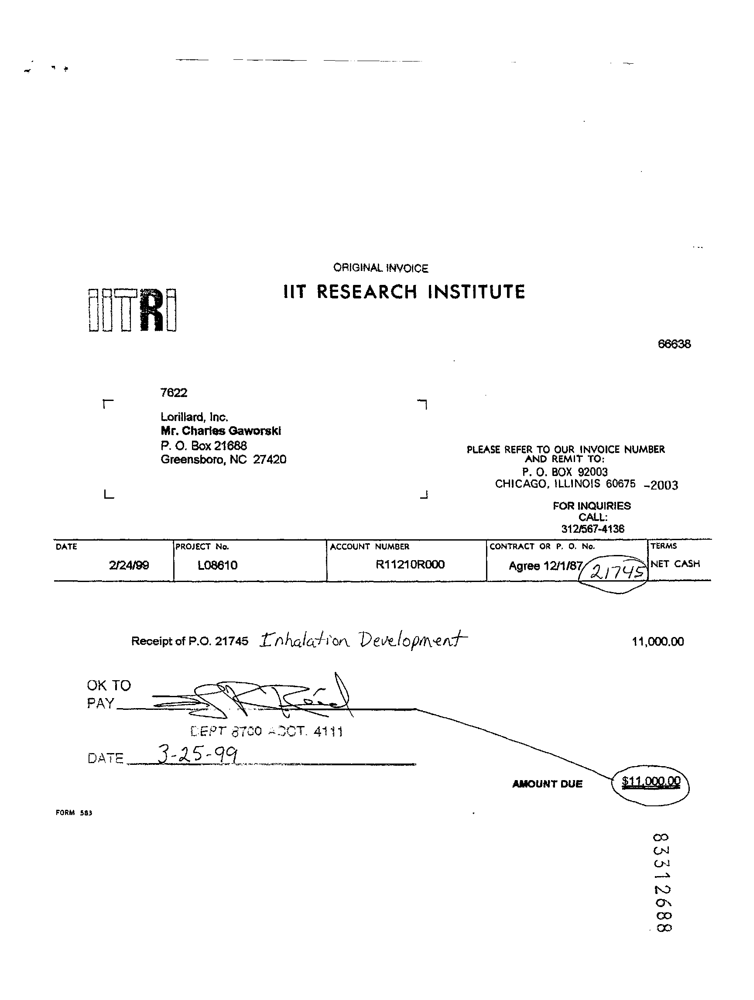 ORIGINAL INVOICE
IITRI
IIT RESEARCH INSTITUTE
66638
7622
Lorillard, Inc.
Mr. Charles Gaworski
P. O. Box 21688
Greensboro, NC 27420
PLEASE REFER TO OUR INVOICE NUMBER
AND REMIT TO:
P. O. BOX 92003
CHICAGO, ILLINOIS 60675 -2003
FOR INQUIRIES
CALL:
312/567-4136
DATE PROJECT No. ACCOUNT NUMBER CONTRACT OR P. O. No. TERMS
2/24/99 L08610 R11210R000 Agree 12/1/87 21745 NET CASH
Receipt of P.O. 21745 Inhalation Development 11,000.00
OK TO
PAY
DEPT 8700 ACCT. 4111
DATE 3-25-99
AMOUNT DUE $11,000.00
FORM 583
83312688